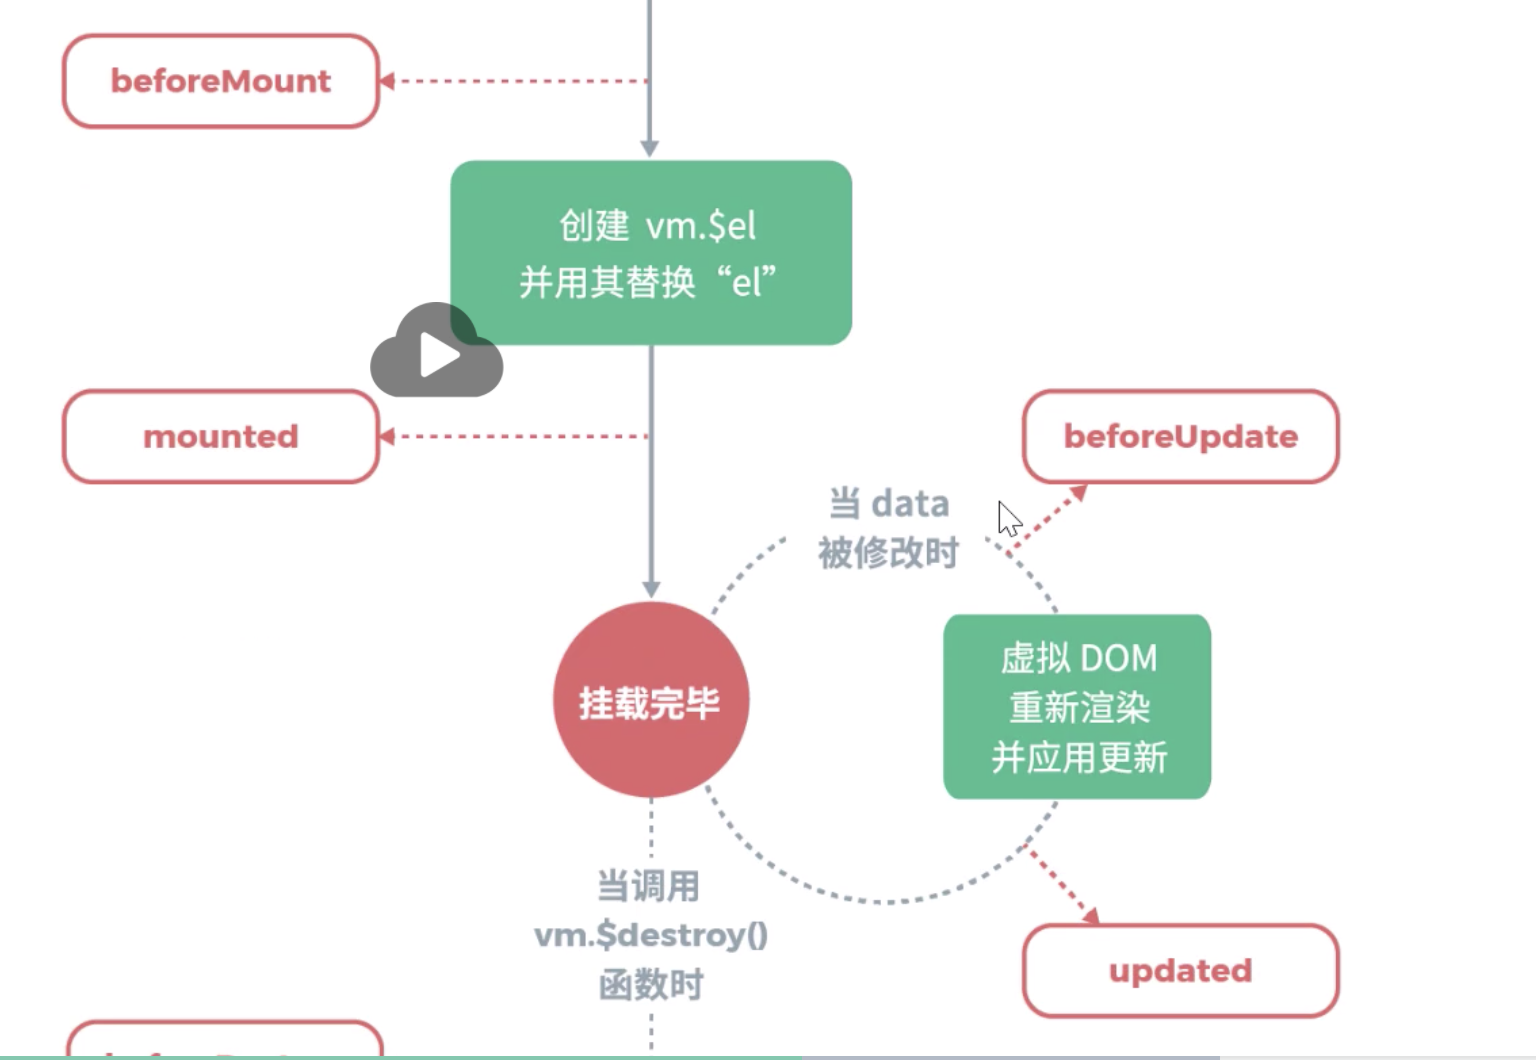 beforeMount
创建 vm.$el
并用其替换“el”
mounted
beforeUpdate
当 data
被修改时
挂载完毕
虚拟 DOM
重新渲染
并应用更新
当调用
vm.$destroy()
函数时
updated